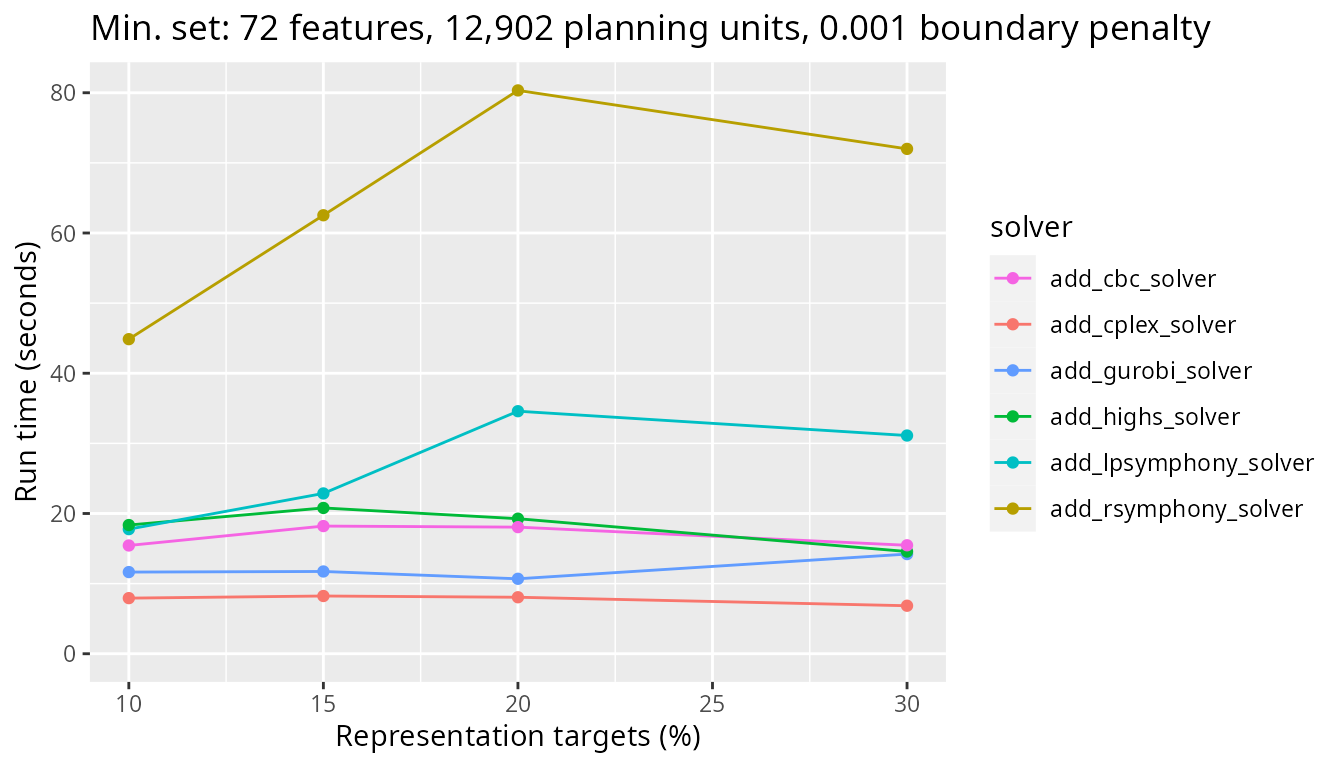 Min. set: 72 features, 12,902 planning units, 0.001 boundary penalty
80
60
40
20
0
Run time (seconds)
10 15 20 25 30
Representation targets (%)
solver
add_cbc_solver
add_cplex_solver
add_gurobi_solver
add_highs_solver
add_lpsymphony_solver
add_rsymphony_solver